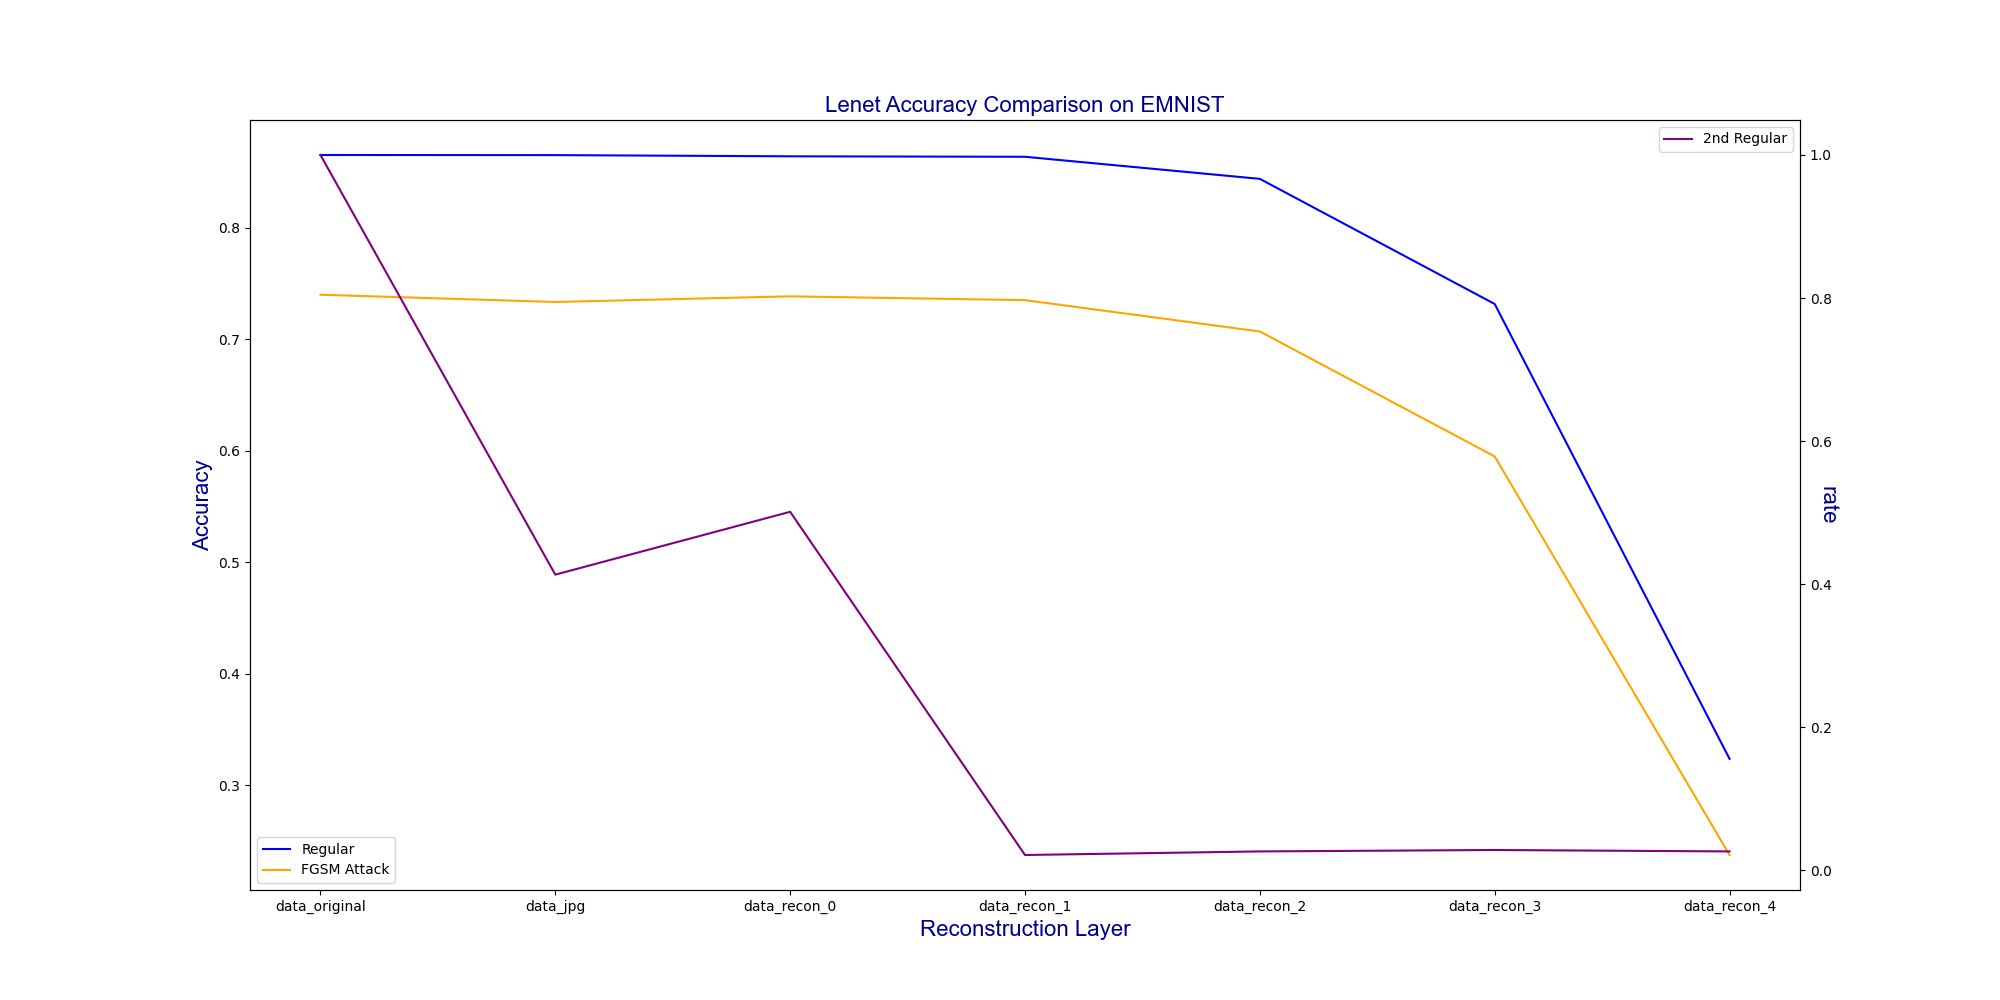 Lenet Accuracy Comparison on EMNIST
2nd Regular
Accuracy
0.8
0.7
0.6
0.5
0.4
0.3
1.0
0.8
0.6
0.4
0.2
0.0
rate
Regular
FGSM Attack
data_original
data_jpg
data_recon_0
data_recon_1
data_recon_2
data_recon_3
data_recon_4
Reconstruction Layer